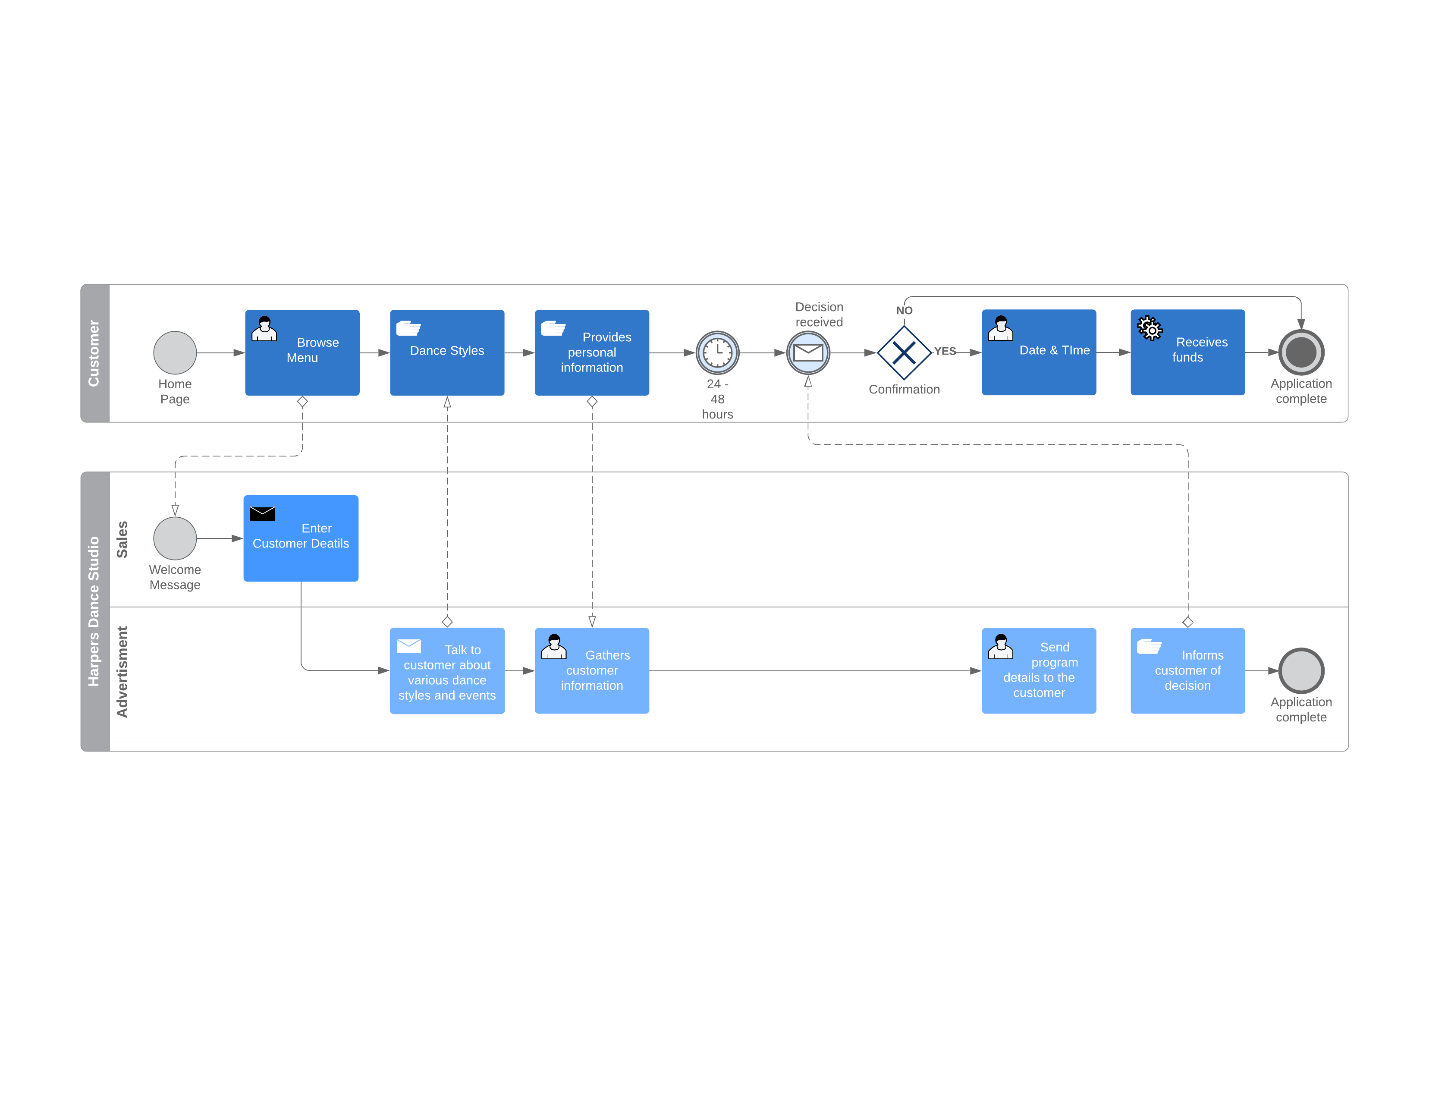 Customer
Home
Page
Browse
Menu
Dance Styles
Provides
personal
information
24 -
48
hours
Decision
received
NO
YES
Confirmation
Date & TIme
Receives
funds
Application
complete
Harpers Dance Studio
Sales
Welcome
Message
Enter
Customer Deatils
Advertisment
Talk to
customer about
various dance
styles and events
Gathers
customer
information
Send
program
details to the
customer
Informs
customer of
decision
Application
complete